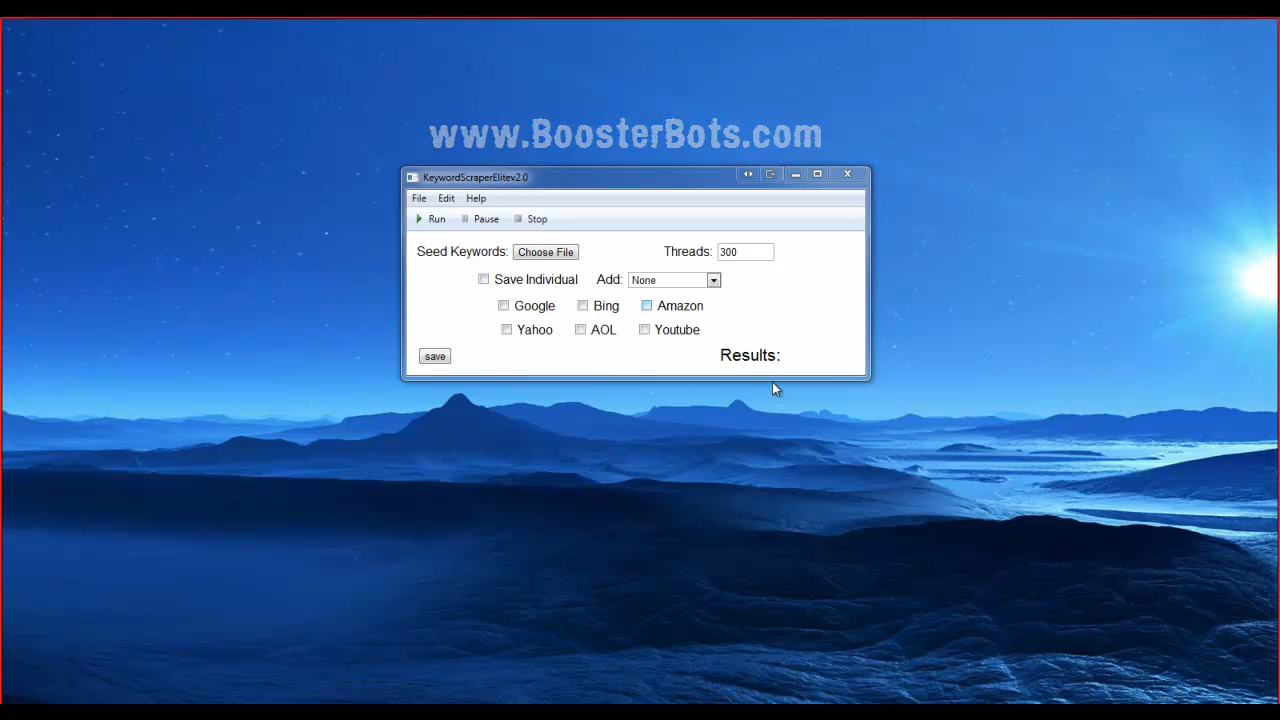 www.BoosterBots.com
KeywordScraperElitev2.0
File Edit Help
Run Pause Stop
Seed Keywords: Choose File Threads: 300
Save Individual Add: None
Google Bing Amazon
Yahoo AOL Youtube
save Results: